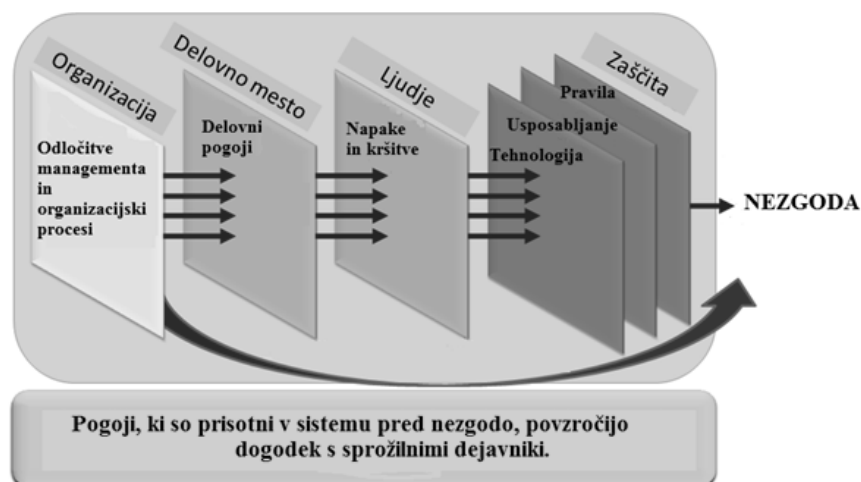 Organizacija
Delovno mesto
Ljudje
Zaščita
Odločitve
managementa
in
organizacijski
procesi
Delovni
pogoji
Napake
in kršitve
Pravila
Usposabljanje
Tehnologija
NEZGODA
Pogoji, ki so prisotni v sistemu pred nezgodo, povzročijo
dogodek s sprožilnimi dejavniki.